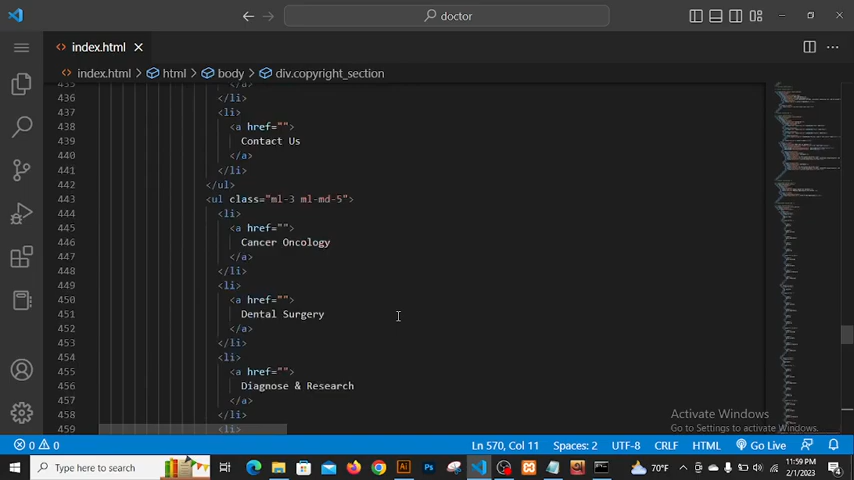 doctor
index.html
index.html > html > body > div.copyright_section
435 </a>
436 </li>
437 <li>
438 <a href="">
439 Contact Us
440 </a>
441 </li>
442 </ul>
443 <ul class="ml-3 ml-md-5">
444 <li>
445 <a href="">
446 Cancer Oncology
447 </a>
448 </li>
449 <li>
450 <a href="">
451 Dental Surgery
452 </a>
453 </li>
454 <li>
455 <a href="">
456 Diagnose & Research
457 </a>
458 </li>
459 <li>
Activate Windows
Go to Settings to activate Windows.
0 0 Ln 570, Col 11 Spaces: 2 UTF-8 CRLF HTML Go Live
Type here to search
70°F
11:59 PM
2/1/2023
4